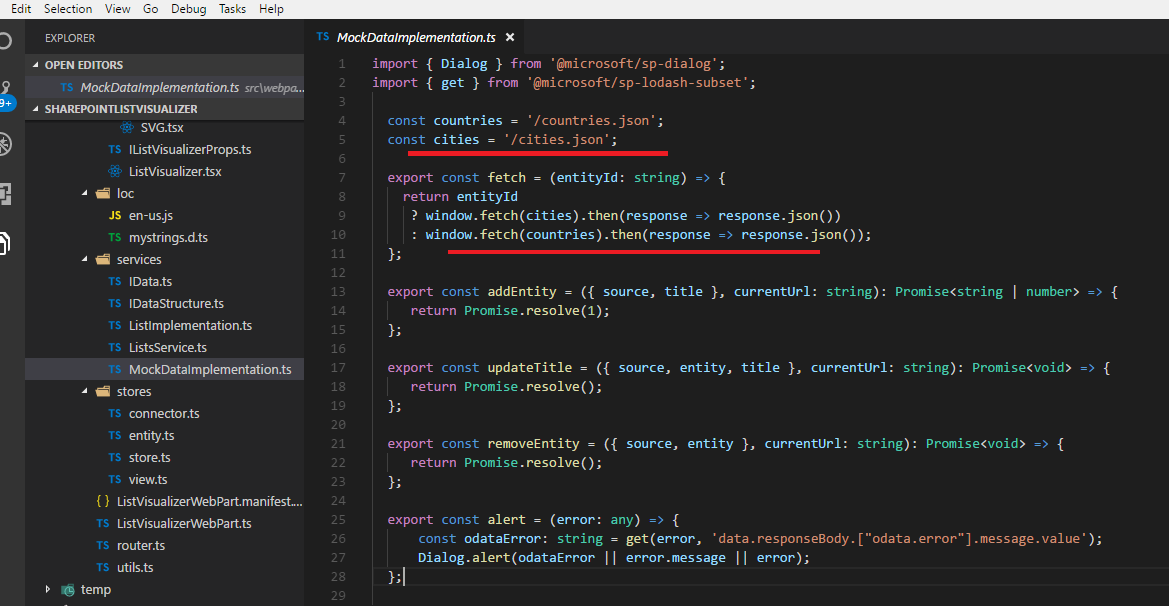 Edit Selection View Go Debug Tasks Help
EXPLORER
OPEN EDITORS
TS MockDataImplementation.ts src\webpa...
9+
SHAREPOINTLISTVISUALIZER
SVG.tsx
TS IListVisualizerProps.ts
ListVisualizer.tsx
loc
JS en-us.js
TS mystrings.d.ts
services
TS IData.ts
TS IDataStructure.ts
TS ListImplementation.ts
TS ListsService.ts
TS MockDataImplementation.ts
stores
TS connector.ts
TS entity.ts
TS store.ts
TS view.ts
{ } ListVisualizerWebPart.manifest....
TS ListVisualizerWebPart.ts
TS router.ts
TS utils.ts
temp
TS MockDataImplementation.ts ×
1 import { Dialog } from '@microsoft/sp-dialog';
2 import { get } from '@microsoft/sp-lodash-subset';
3
4 const countries = '/countries.json';
5 const cities = '/cities.json';
6
7 export const fetch = (entityId: string) => {
8 return entityId
9 ? window.fetch(cities).then(response => response.json())
10 : window.fetch(countries).then(response => response.json());
11 };
12
13 export const addEntity = ({ source, title }, currentUrl: string): Promise<string | number> => {
14 return Promise.resolve(1);
15 };
16
17 export const updateTitle = ({ source, entity, title }, currentUrl: string): Promise<void> => {
18 return Promise.resolve();
19 };
20
21 export const removeEntity = ({ source, entity }, currentUrl: string): Promise<void> => {
22 return Promise.resolve();
23 };
24
25 export const alert = (error: any) => {
26 const odataError: string = get(error, 'data.responseBody.["odata.error"].message.value');
27 Dialog.alert(odataError || error.message || error);
28 };
29